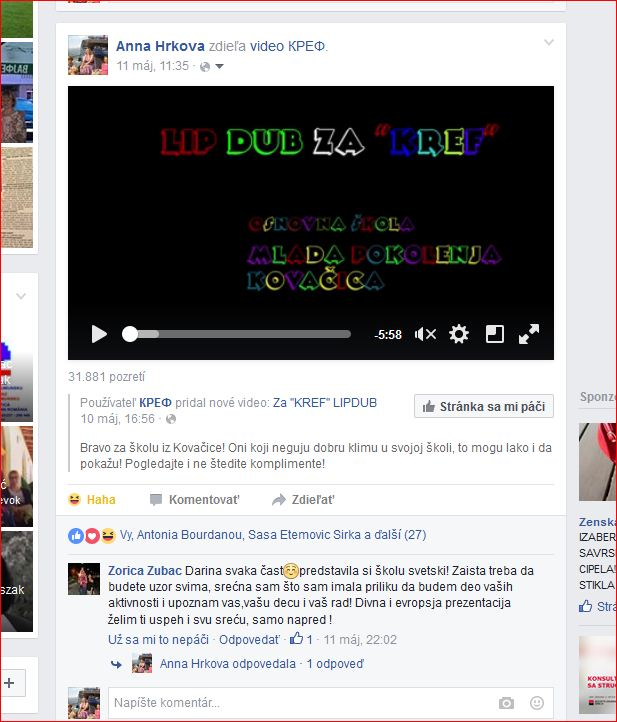 Anna Hrkova zdieľa video КРЕФ.
11 máj, 11:35 ·
LIP DUB ZA "KREF"
OSNOVNA ŠKOLA
MLADA POKOLENJA
KOVAČICA
-5:58
31.881 pozretí
Používateľ КРЕФ pridal nové video: Za "KREF" LIPDUB
10 máj, 16:56 ·
Stránka sa mi páči
Bravo za školu iz Kovačice! Oni koji neguju dobru klimu u svojoj školi, to mogu lako i da
pokažu! Pogledajte i ne štedite komplimente!
Haha Komentovať Zdieľať
Vy, Antonia Bourdanou, Sasa Etemovic Sirka a ďalší (27)
Zorica Zubac Darina svaka čast predstavila si školu svetski! Zaista treba da
budete uzor svima, srećna sam što sam imala priliku da budem deo vaših
aktivnosti i upoznam vas,vašu decu i vaš rad! Divna i evropsja prezentacija
želim ti uspeh i svu sreću, samo napred !
Už sa mi to nepáči · Odpovedať · 1 · 11 máj, 22:02
Anna Hrkova odpovedala · 1 odpoveď
Napíšte komentár...
Sponzo
Zenska
IZABER
SAVRS
CIPELA!
STIKLA
Strá
KONSULT
SA STRUČ